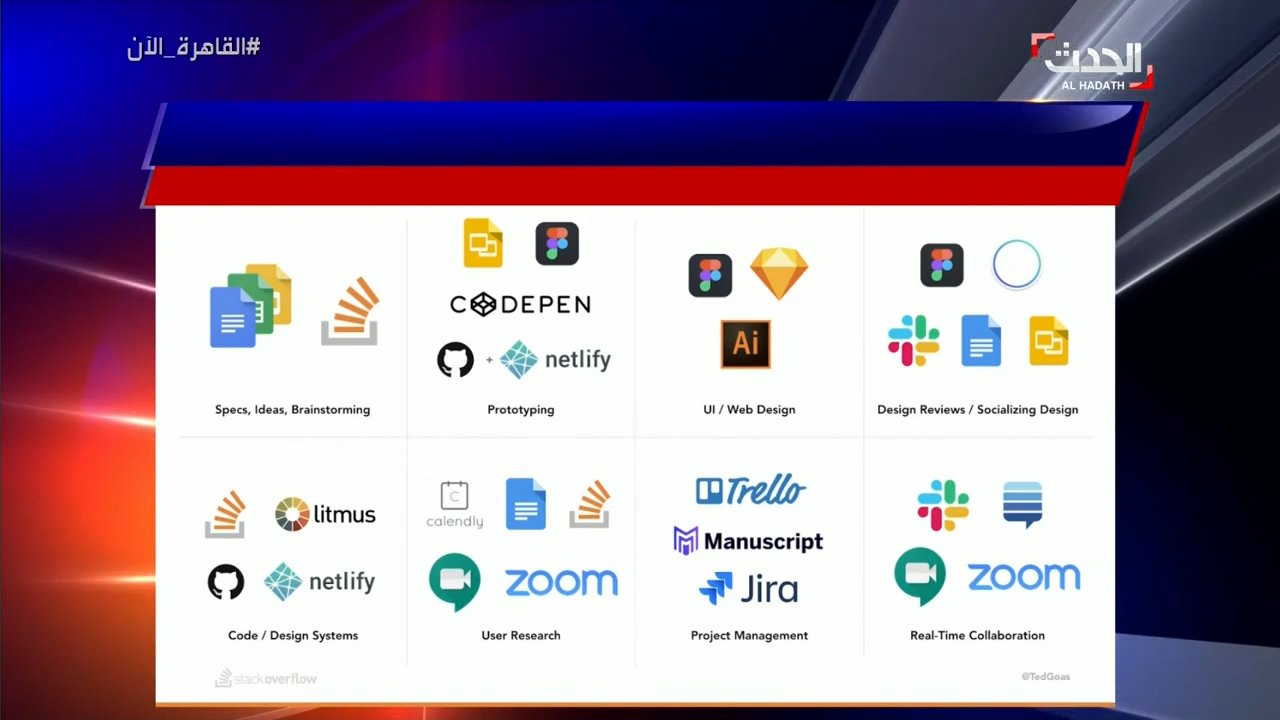 #القاهرة_الآن
الحدث
AL HADATH
CODEPEN
+ netlify
Ai
Specs, Ideas, Brainstorming
Prototyping
UI / Web Design
Design Reviews / Socializing Design
Trello
C
litmus
calendly
Manuscript
netlify
zoom
Jira
zoom
Code / Design Systems
User Research
Project Management
Real-Time Collaboration
stackoverflow
@TedGoas